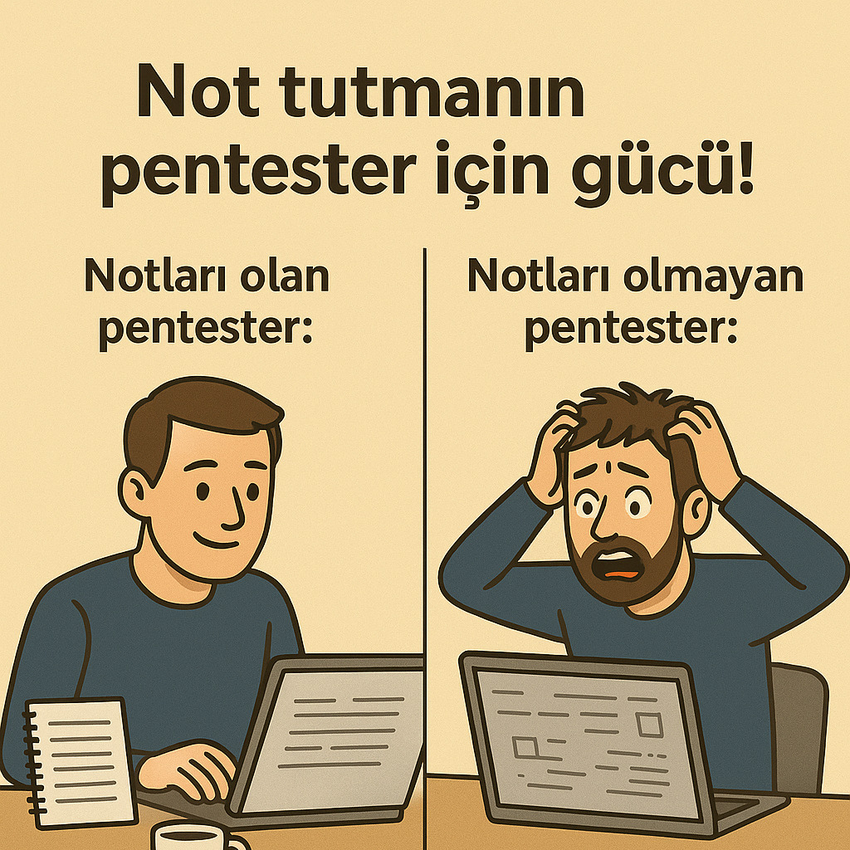 Not tutmanın
pentester için gücü!
Notları olan
pentester:
Notları olmayan
pentester: